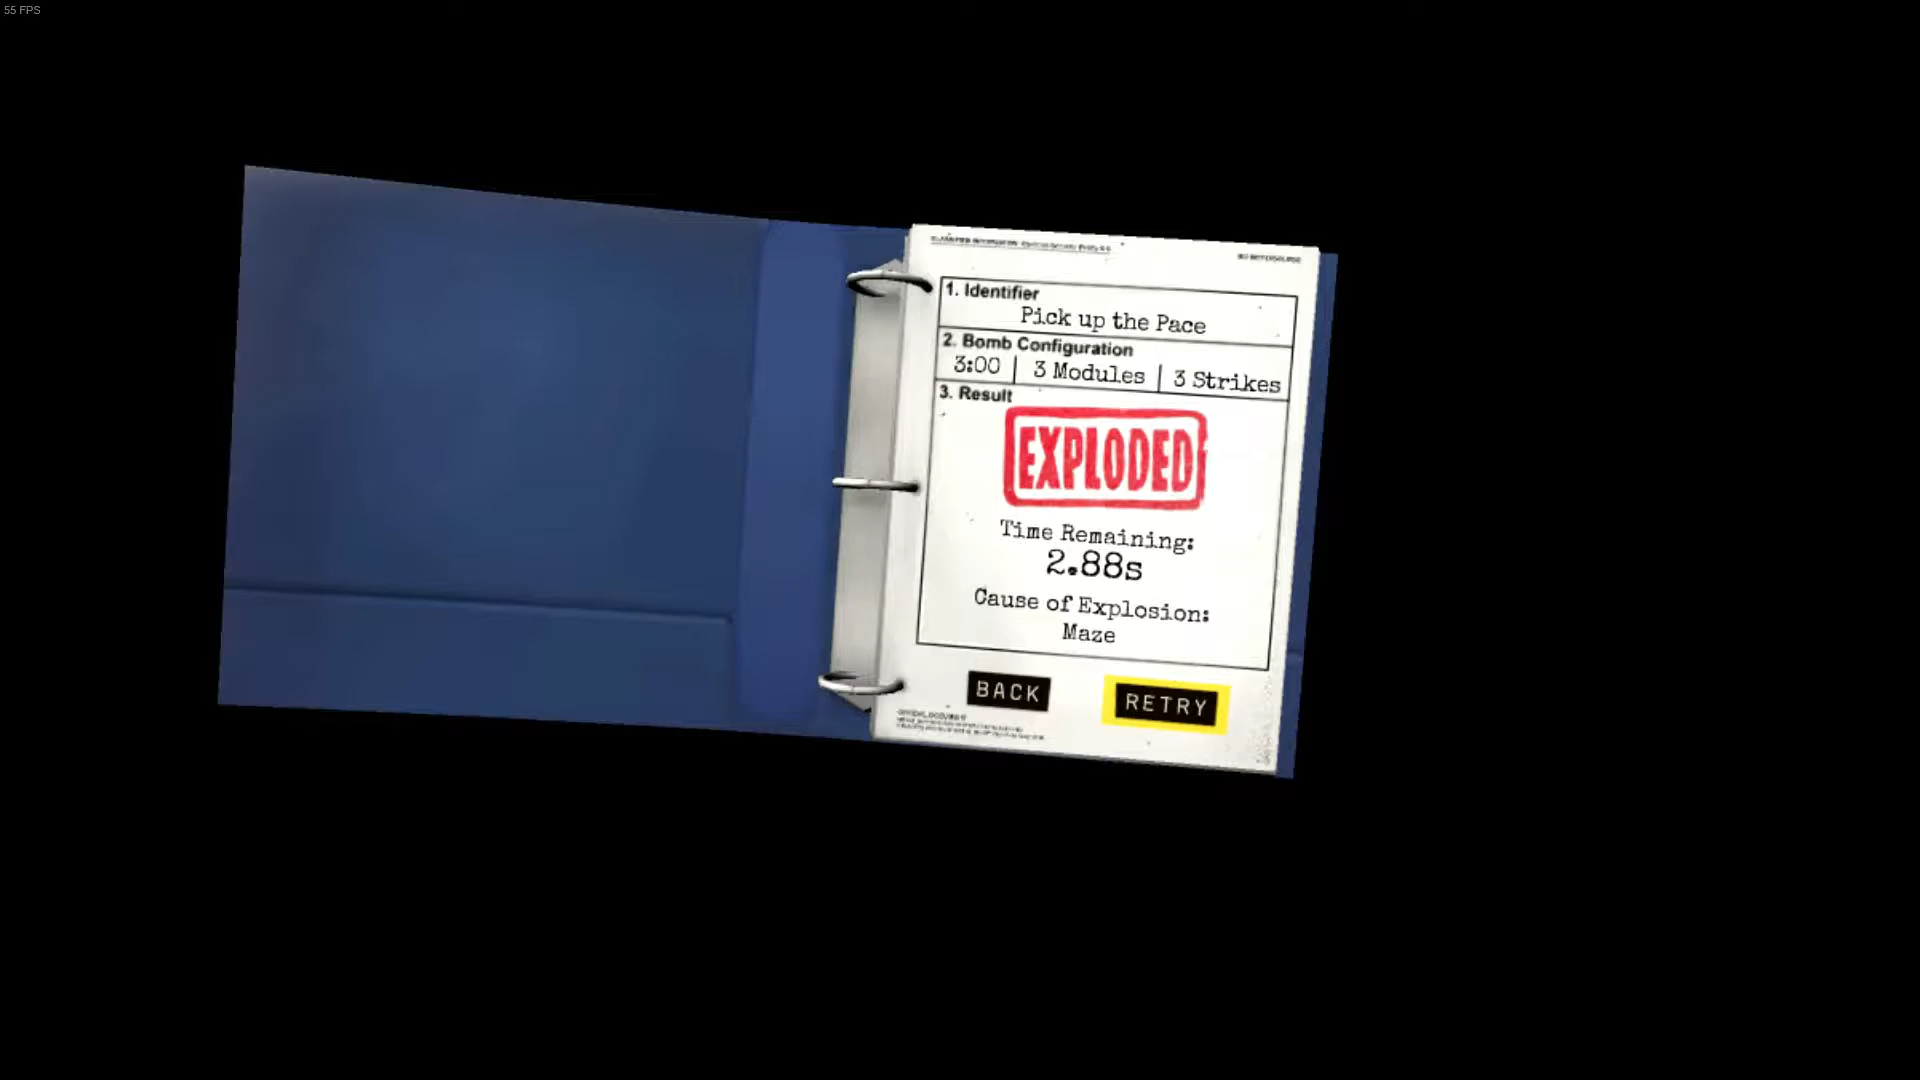 55 FPS
1. Identifier
Pick up the Pace
2. Bomb Configuration
3:00 | 3 Modules | 3 Strikes
3. Result
EXPLODED
Time Remaining:
2.88s
Cause of Explosion:
Maze
BACK
RETRY